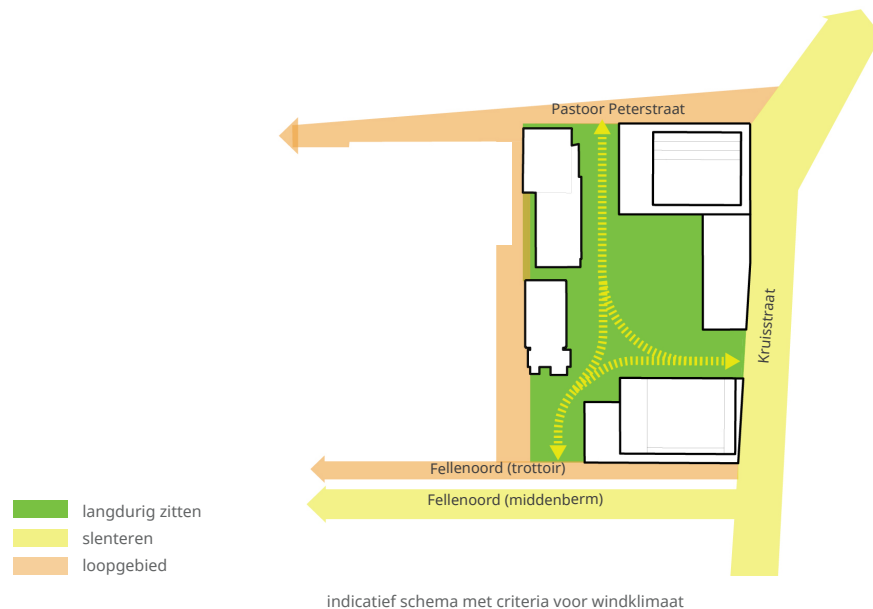 Pastoor Peterstraat
Kruisstraat
Fellenoord (trottoir)
Fellenoord (middenberm)
langdurig zitten
slenteren
loopgebied
indicatief schema met criteria voor windklimaat